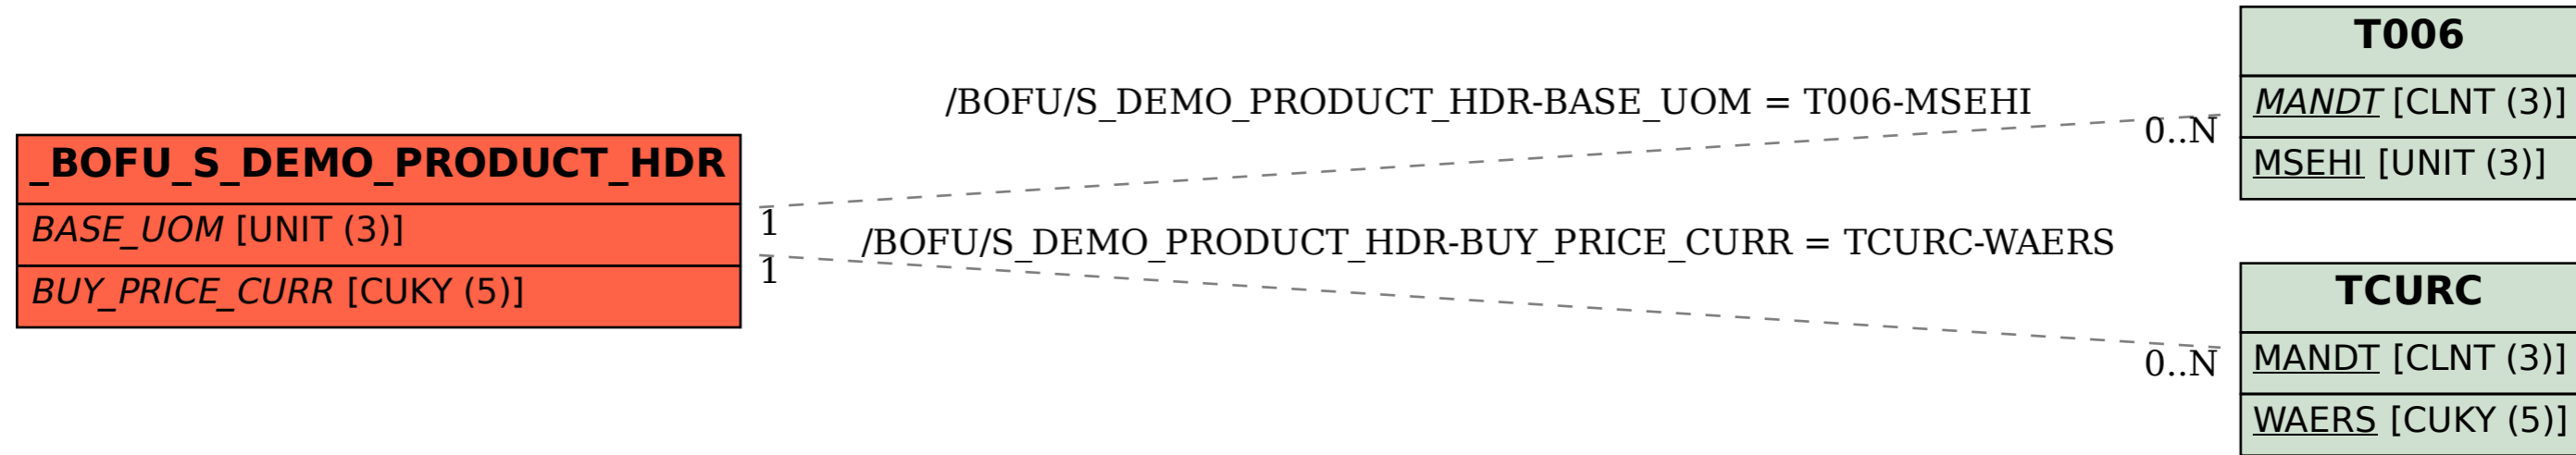 _BOFU_S_DEMO_PRODUCT_HDR
BASE_UOM [UNIT (3)]
BUY_PRICE_CURR [CUKY (5)]
/BOFU/S_DEMO_PRODUCT_HDR-BASE_UOM = T006-MSEHI
1
0..N
/BOFU/S_DEMO_PRODUCT_HDR-BUY_PRICE_CURR = TCURC-WAERS
1
0..N
T006
MANDT [CLNT (3)]
MSEHI [UNIT (3)]
TCURC
MANDT [CLNT (3)]
WAERS [CUKY (5)]